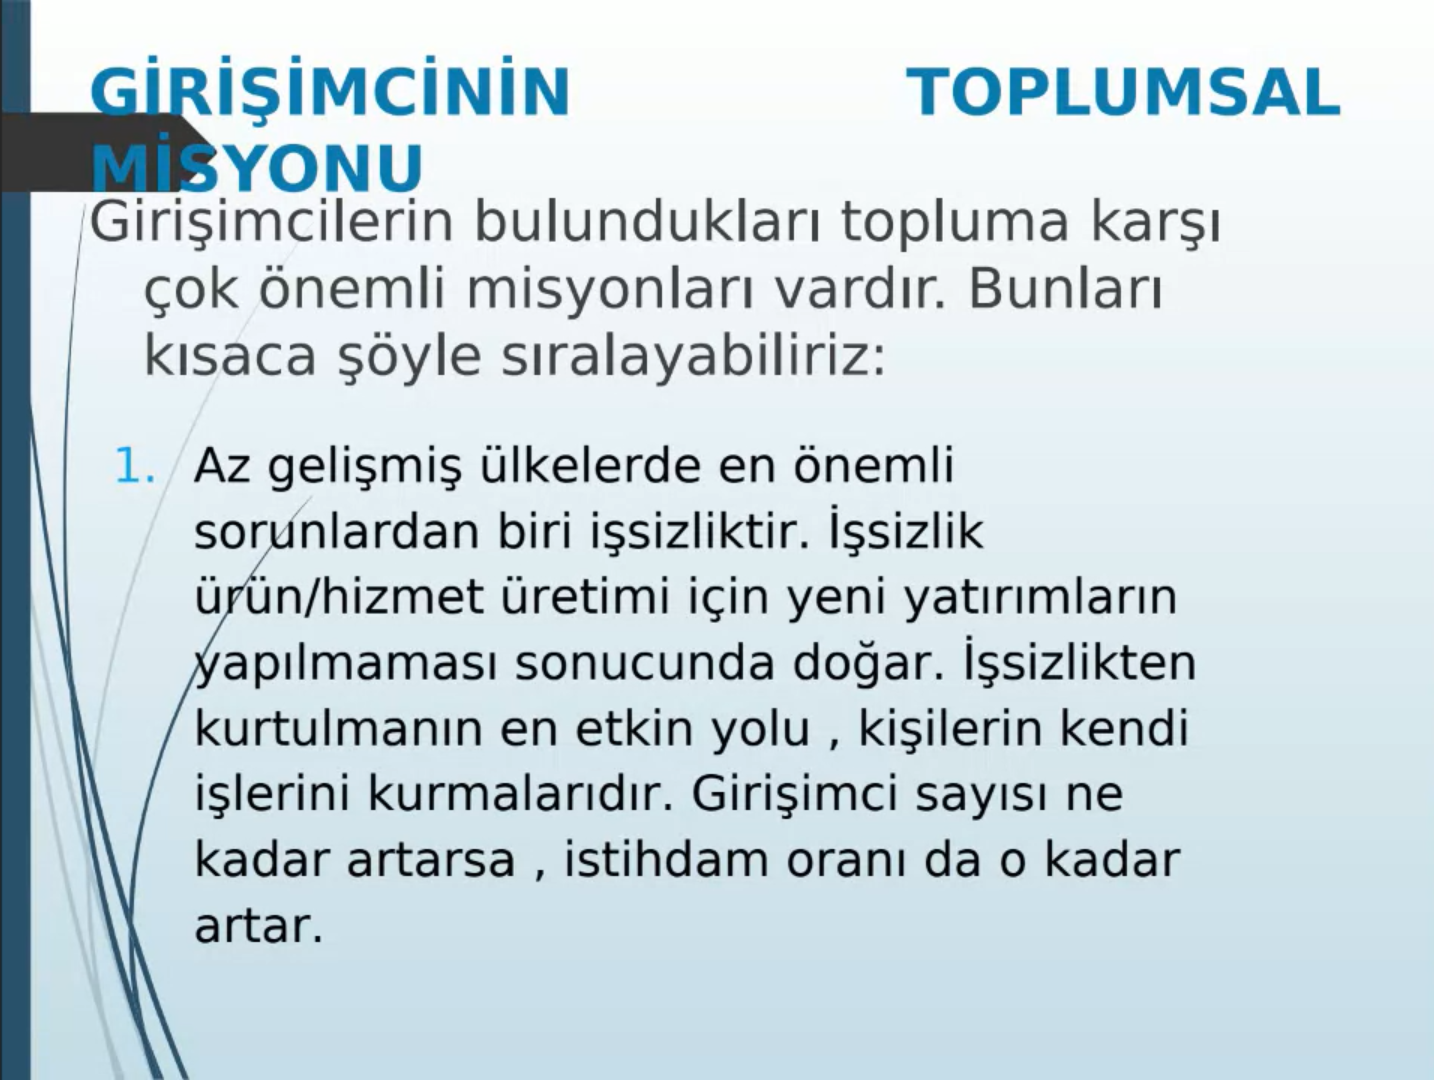 GİRİŞİMCİNİN TOPLUMSAL
MİSYONU
Girişimcilerin bulundukları topluma karşı
çok önemli misyonları vardır. Bunları
kısaca şöyle sıralayabiliriz:
1. Az gelişmiş ülkelerde en önemli
sorunlardan biri işsizliktir. İşsizlik
ürün/hizmet üretimi için yeni yatırımların
yapılmaması sonucunda doğar. İşsizlikten
kurtulmanın en etkin yolu , kişilerin kendi
işlerini kurmalarıdır. Girişimci sayısı ne
kadar artarsa , istihdam oranı da o kadar
artar.